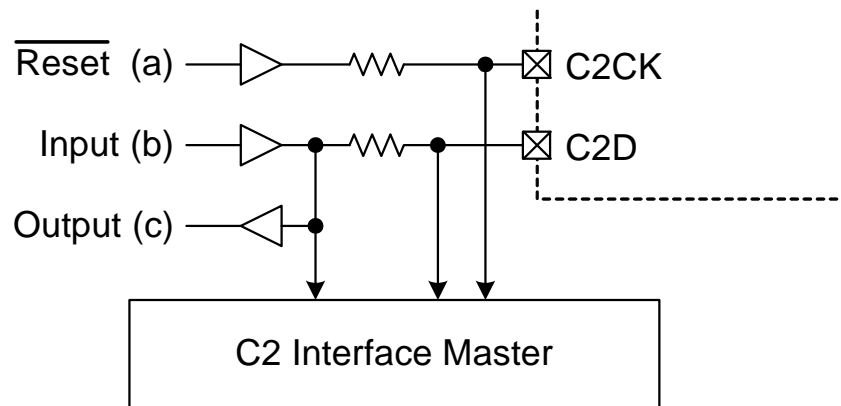 Reset (a)
C2CK
Input (b)
C2D
Output (c)
C2 Interface Master